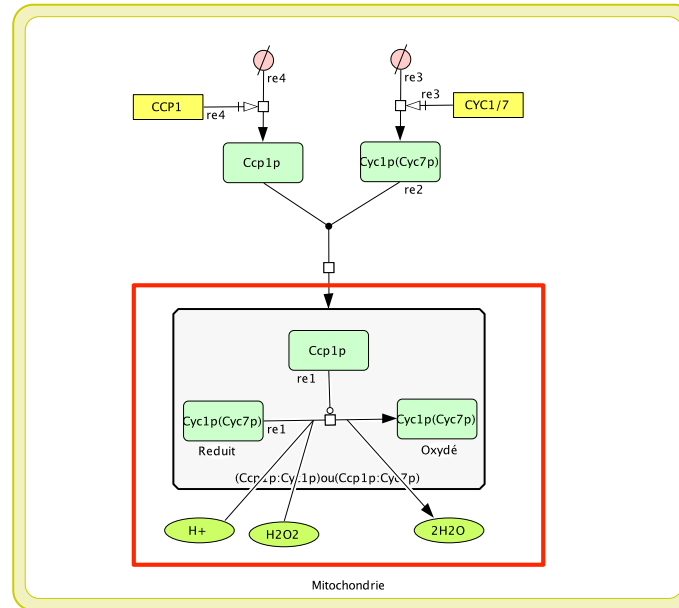 re4
re3
CCP1
re4
re3
CYC1/7
Ccp1p
Cyc1p(Cyc7p)
re2
Ccp1p
re1
Cyc1p(Cyc7p)
re1
Cyc1p(Cyc7p)
Reduit
Oxydé
(Ccp1p:Cyc1p)ou(Ccp1p:Cyc7p)
H+
H2O2
2H2O
Mitochondrie